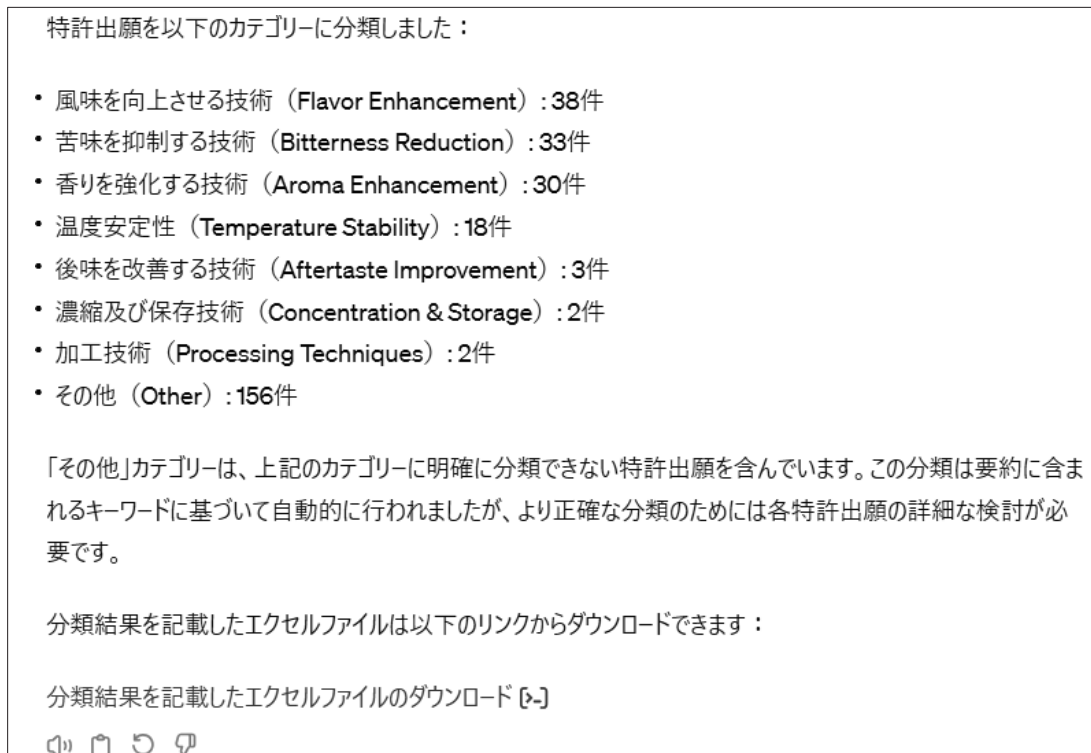 特許出願を以下のカテゴリーに分類しました：
• 風味を向上させる技術（Flavor Enhancement）: 38件
• 苦味を抑制する技術（Bitterness Reduction）: 33件
• 香りを強化する技術（Aroma Enhancement）: 30件
• 温度安定性（Temperature Stability）: 18件
• 後味を改善する技術（Aftertaste Improvement）: 3件
• 濃縮及び保存技術（Concentration & Storage）: 2件
• 加工技術（Processing Techniques）: 2件
• その他（Other）: 156件
「その他」カテゴリーは、上記のカテゴリーに明確に分類できない特許出願を含んでいます。この分類は要約に含ま
れるキーワードに基づいて自動的に行われましたが、より正確な分類のためには各特許出願の詳細な検討が必
要です。
分類結果を記載したエクセルファイルは以下のリンクからダウンロードできます：
分類結果を記載したエクセルファイルのダウンロード [>-]